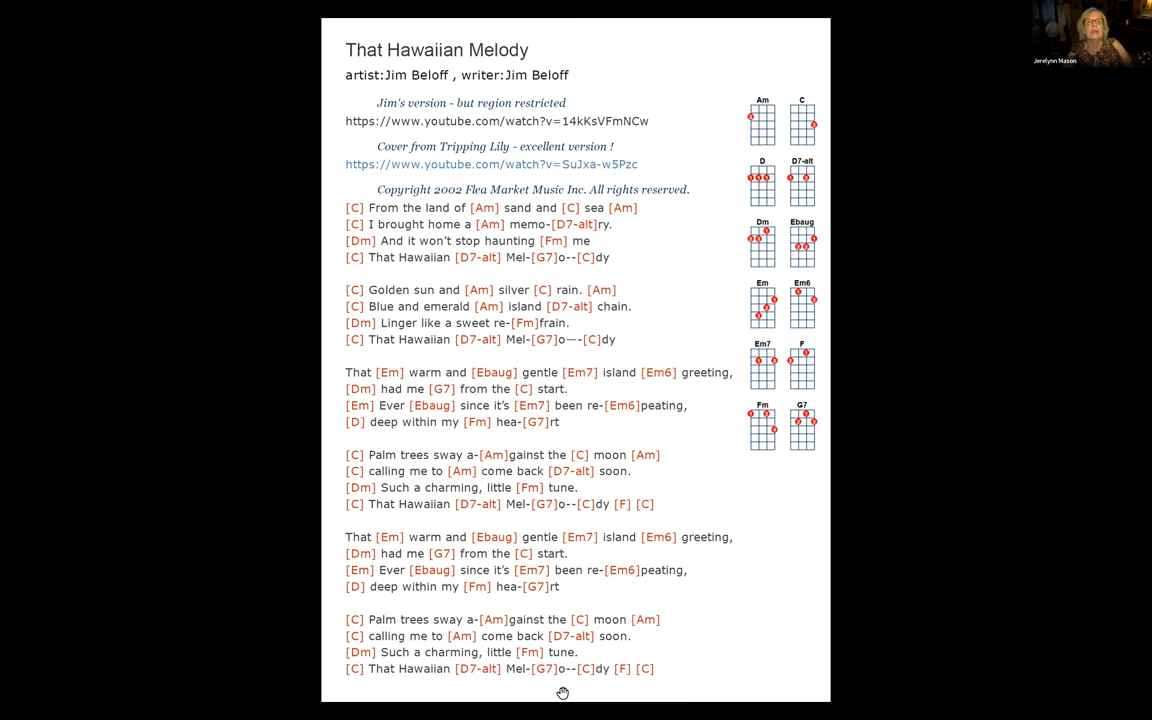 That Hawaiian Melody
artist:Jim Beloff , writer:Jim Beloff
Jim's version - but region restricted
https://www.youtube.com/watch?v=14kKsVFmNCw
Cover from Tripping Lily - excellent version !
https://www.youtube.com/watch?v=SuJxa-w5Pzc
Copyright 2002 Flea Market Music Inc. All rights reserved.
[C] From the land of [Am] sand and [C] sea [Am]
[C] I brought home a [Am] memo-[D7-alt]ry.
[Dm] And it won't stop haunting [Fm] me
[C] That Hawaiian [D7-alt] Mel-[G7]o--[C]dy
[C] Golden sun and [Am] silver [C] rain. [Am]
[C] Blue and emerald [Am] island [D7-alt] chain.
[Dm] Linger like a sweet re-[Fm]frain.
[C] That Hawaiian [D7-alt] Mel-[G7]o—-[C]dy
That [Em] warm and [Ebaug] gentle [Em7] island [Em6] greeting,
[Dm] had me [G7] from the [C] start.
[Em] Ever [Ebaug] since it's [Em7] been re-[Em6]peating,
[D] deep within my [Fm] hea-[G7]rt
[C] Palm trees sway a-[Am]gainst the [C] moon [Am]
[C] calling me to [Am] come back [D7-alt] soon.
[Dm] Such a charming, little [Fm] tune.
[C] That Hawaiian [D7-alt] Mel-[G7]o--[C]dy [F] [C]
That [Em] warm and [Ebaug] gentle [Em7] island [Em6] greeting,
[Dm] had me [G7] from the [C] start.
[Em] Ever [Ebaug] since it's [Em7] been re-[Em6]peating,
[D] deep within my [Fm] hea-[G7]rt
[C] Palm trees sway a-[Am]gainst the [C] moon [Am]
[C] calling me to [Am] come back [D7-alt] soon.
[Dm] Such a charming, little [Fm] tune.
[C] That Hawaiian [D7-alt] Mel-[G7]o--[C]dy [F] [C]
Am C
D D7-alt
Dm Ebaug
Em Em6
Em7 F
Fm G7
Jerelynn Mason